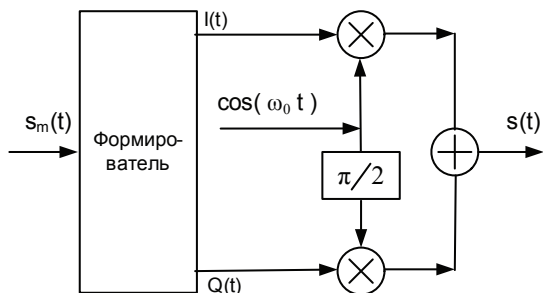 I(t)
cos( ω₀ t )
sₘ(t)
Формиро-
ватель
s(t)
π/2
Q(t)